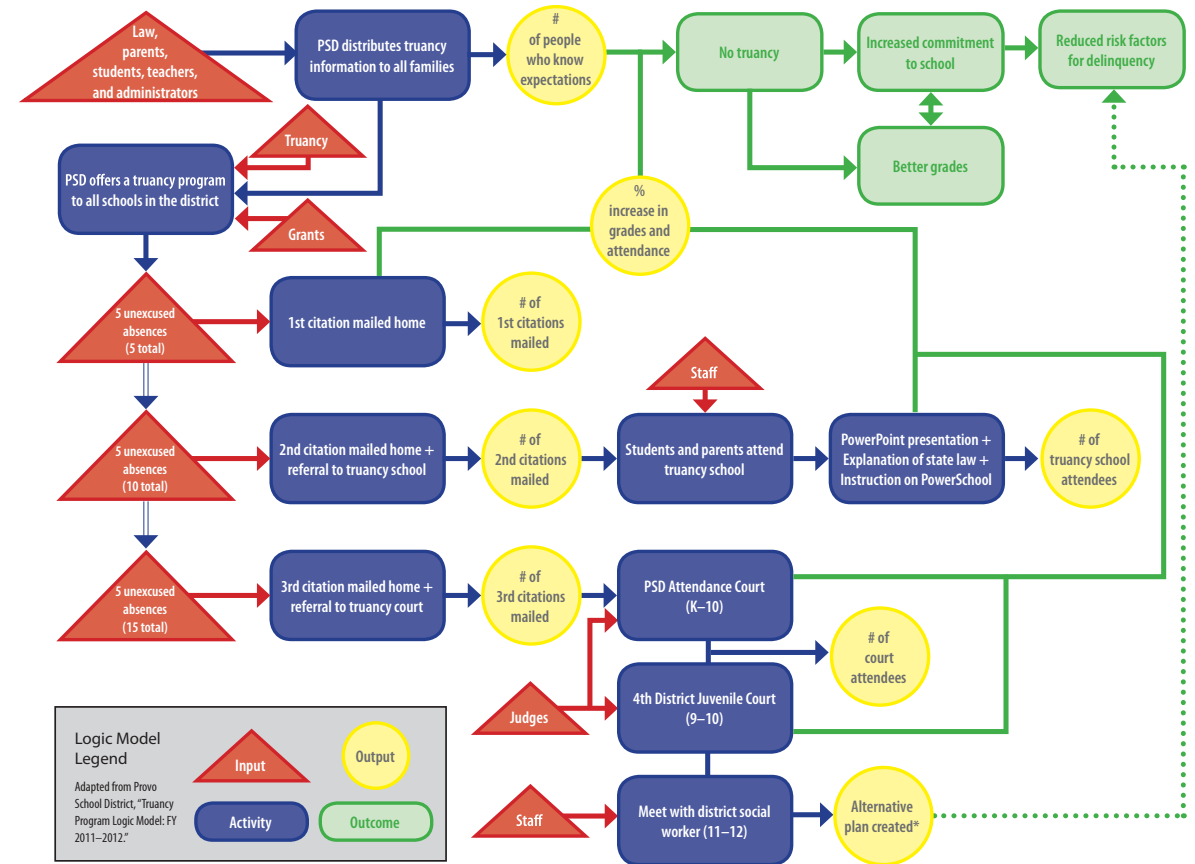 Law,
parents,
students, teachers,
and administrators
PSD distributes truancy
information to all families
#
of people
who know
expectations
No truancy
Increased commitment
to school
Reduced risk factors
for delinquency
Truancy
Better grades
PSD offers a truancy program
to all schools in the district
Grants
%
increase in
grades and
attendance
5 unexcused
absences
(5 total)
1st citation mailed home
# of
1st citations
mailed
Staff
5 unexcused
absences
(10 total)
2nd citation mailed home +
referral to truancy school
# of
2nd citations
mailed
Students and parents attend
truancy school
PowerPoint presentation +
Explanation of state law +
Instruction on PowerSchool
# of
truancy school
attendees
5 unexcused
absences
(15 total)
3rd citation mailed home +
referral to truancy court
# of
3rd citations
mailed
PSD Attendance Court
(K–10)
# of
court
attendees
Judges
4th District Juvenile Court
(9–10)
Staff
Meet with district social
worker (11–12)
Alternative
plan created*
Logic Model
Legend
Adapted from Provo
School District, “Truancy
Program Logic Model: FY
2011–2012.”
Input
Output
Activity
Outcome